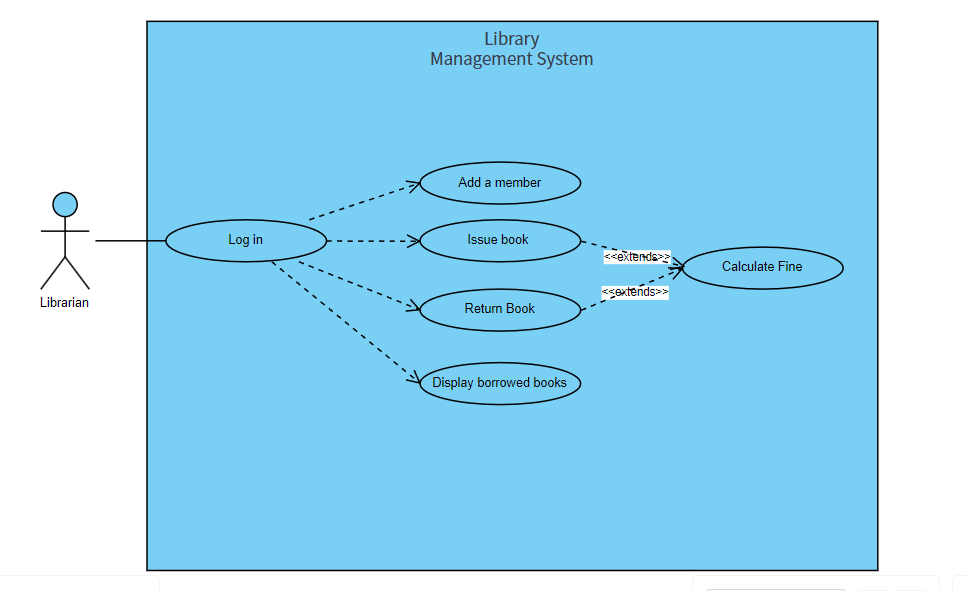 Library
Management System
Add a member
Log in
Issue book
<<extends>>
Calculate Fine
<<extends>>
Librarian
Return Book
Display borrowed books